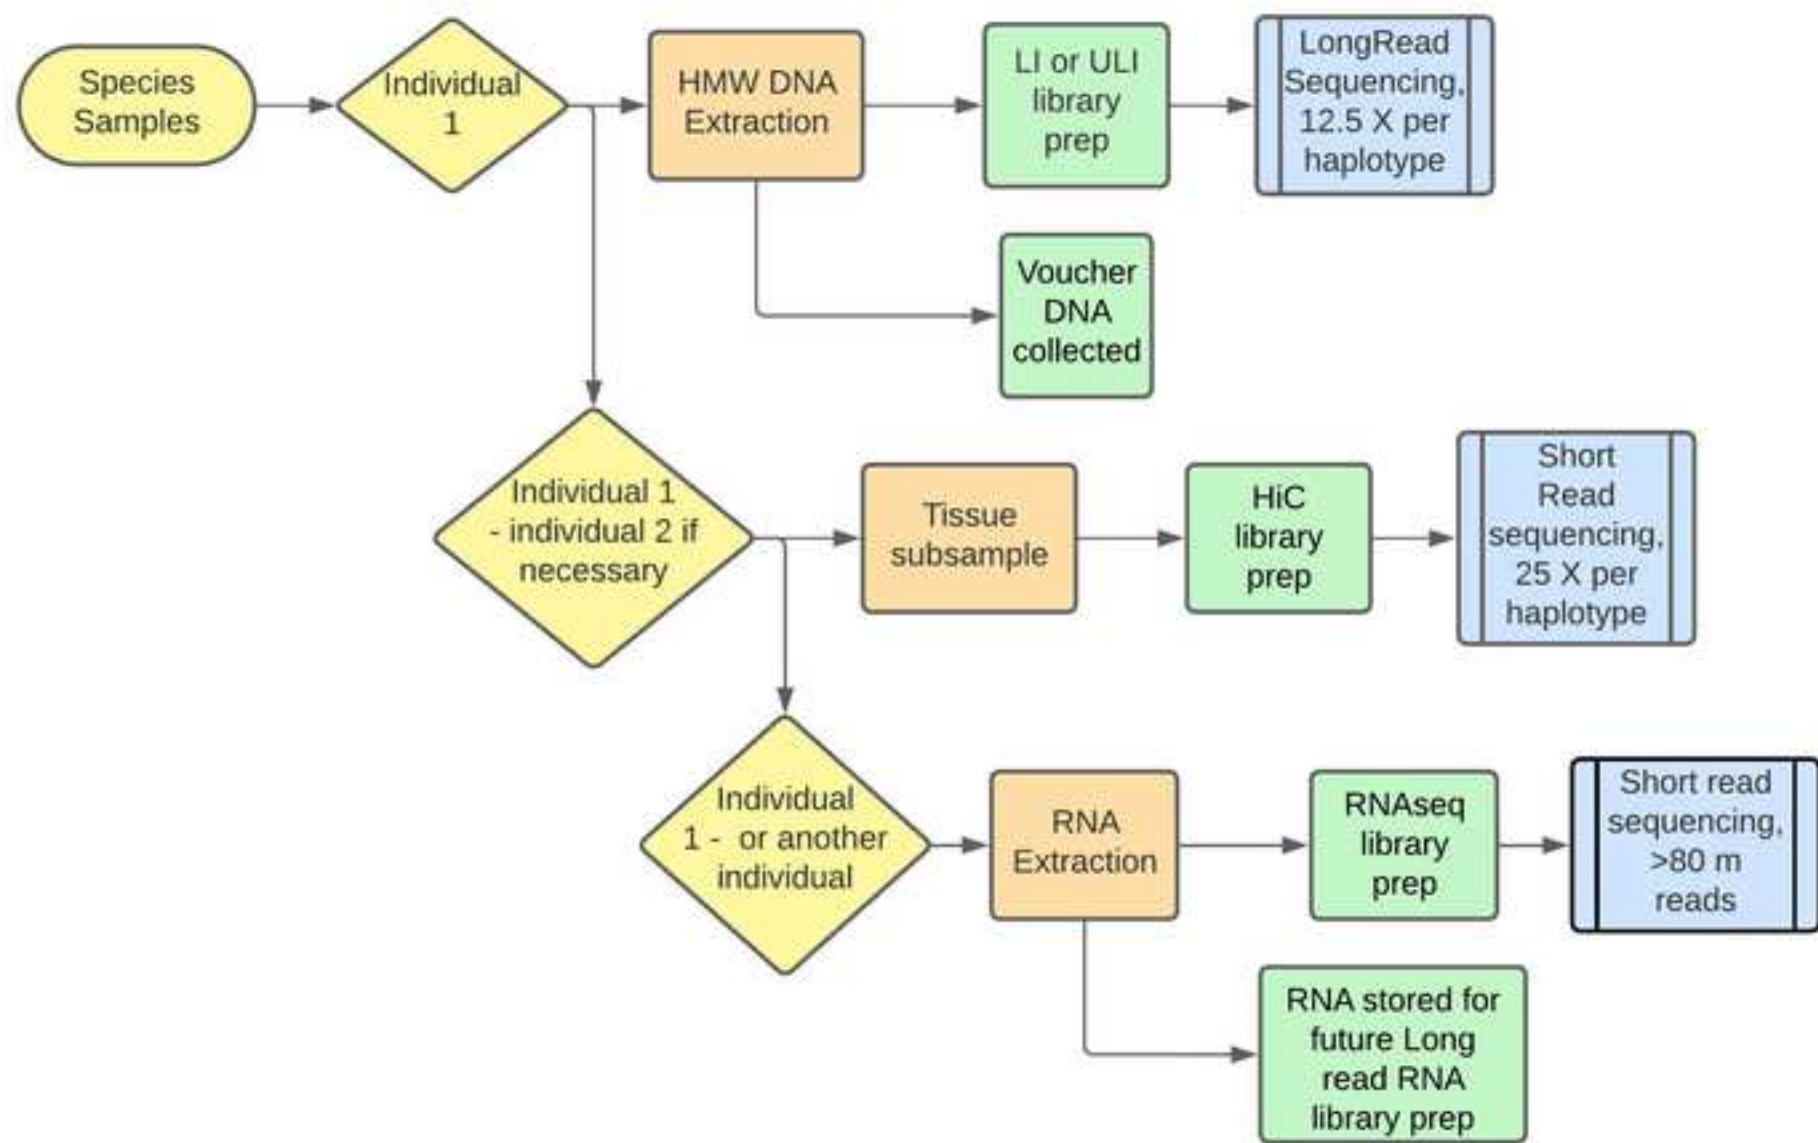 Species
Samples
Individual
1
HMW DNA
Extraction
LI or ULI
library
prep
LongRead
Sequencing,
12.5 X per
haplotype
Voucher
DNA
collected
Individual 1
- individual 2 if
necessary
Tissue
subsample
HiC
library
prep
Short
Read
sequencing,
25 X per
haplotype
Individual
1 - or another
individual
RNA
Extraction
RNAseq
library
prep
Short read
sequencing,
>80 m
reads
RNA stored for
future Long
read RNA
library prep